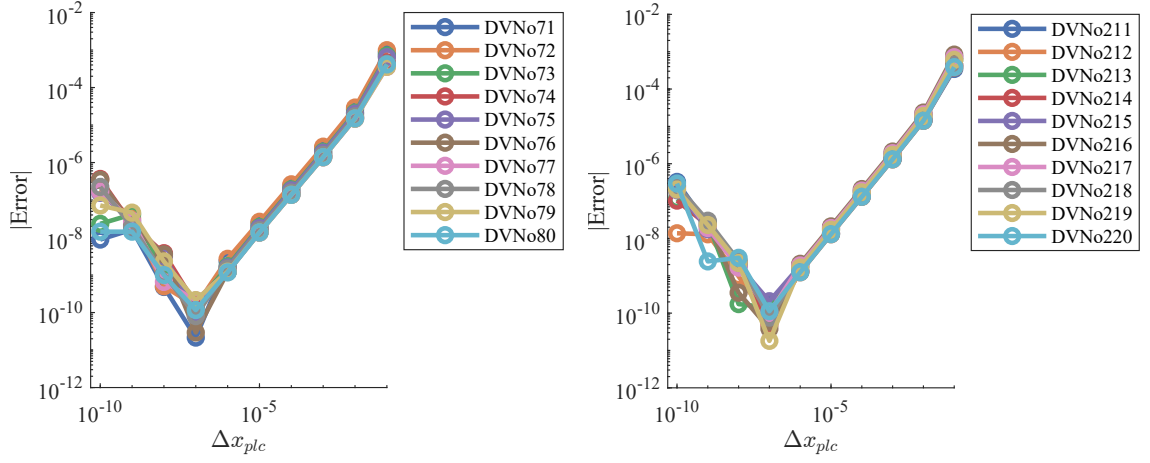 10^-2
10^-4
10^-6
10^-8
10^-10
10^-12
|Error|
10^-10
10^-5
Δx_plc
DVNo71
DVNo72
DVNo73
DVNo74
DVNo75
DVNo76
DVNo77
DVNo78
DVNo79
DVNo80
10^-2
10^-4
10^-6
10^-8
10^-10
10^-12
|Error|
10^-10
10^-5
Δx_plc
DVNo211
DVNo212
DVNo213
DVNo214
DVNo215
DVNo216
DVNo217
DVNo218
DVNo219
DVNo220